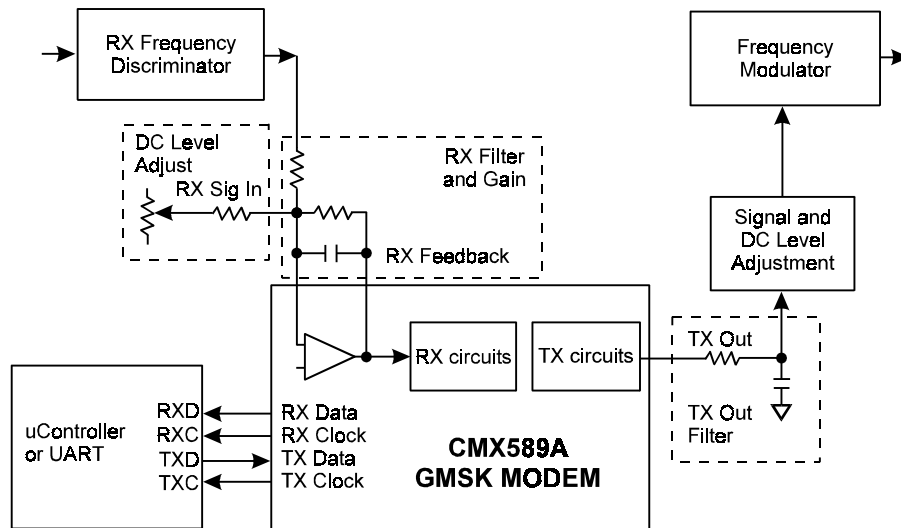 RX Frequency
Discriminator
Frequency
Modulator
DC Level
Adjust
RX Sig In
RX Filter
and Gain
RX Feedback
Signal and
DC Level
Adjustment
RX circuits
TX circuits
TX Out
TX Out
Filter
uController
or UART
RXD
RXC
TXD
TXC
RX Data
RX Clock
TX Data
TX Clock
CMX589A
GMSK MODEM